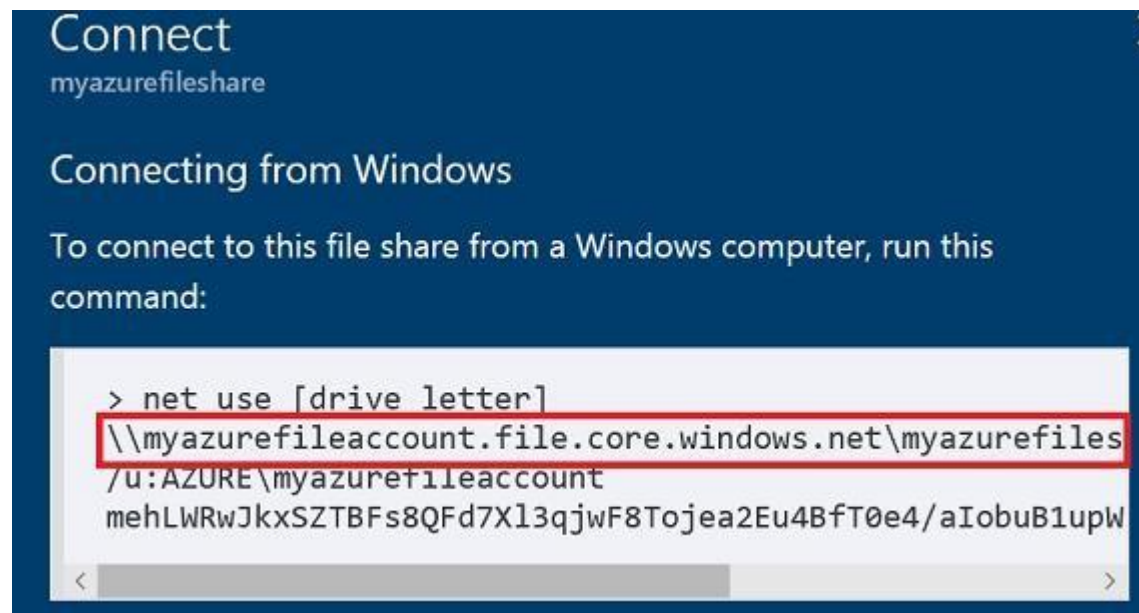 Connect
myazurefileshare
Connecting from Windows
To connect to this file share from a Windows computer, run this
command:
> net use [drive letter]
\\myazurefileaccount.file.core.windows.net\myazurefiles
/u:AZURE\myazurefileaccount
mehLWRwJkxSZTBFs8QFd7Xl3qjwF8Tojea2Eu4BfT0e4/aIobuB1upW